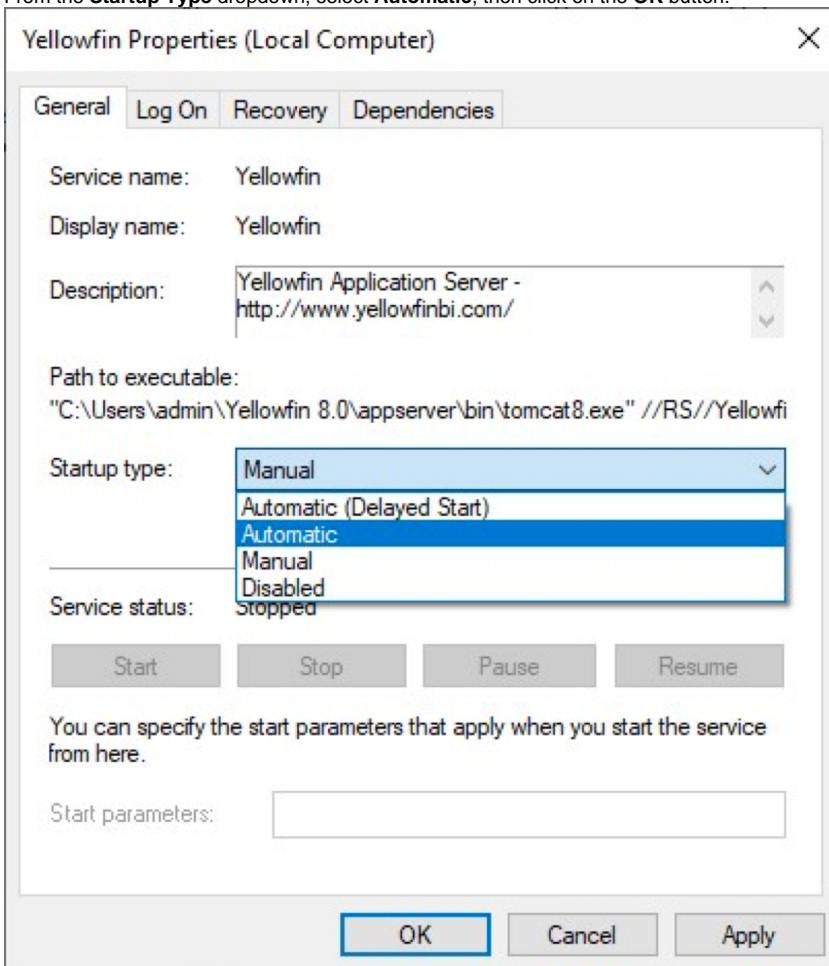 From the Startup Type dropdown, select Automatic, then click on the OK button.
Yellowfin Properties (Local Computer)
General Log On Recovery Dependencies
Service name: Yellowfin
Display name: Yellowfin
Description: Yellowfin Application Server -
http://www.yellowfinbi.com/
Path to executable:
"C:\Users\admin\Yellowfin 8.0\appserver\bin\tomcat8.exe" //RS//Yellowfi
Startup type: Manual
Automatic (Delayed Start)
Automatic
Manual
Disabled
Service status: Stopped
Start Stop Pause Resume
You can specify the start parameters that apply when you start the service
from here.
Start parameters:
OK Cancel Apply